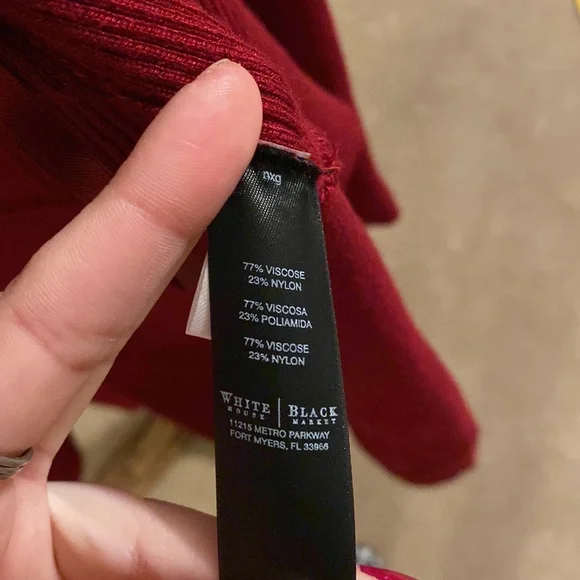 nxg
77% VISCOSE
23% NYLON
77% VISCOSA
23% POLIAMIDA
77% VISCOSE
23% NYLON
WHITE | BLACK
HOUSE | MARKET
11215 METRO PARKWAY
FORT MYERS, FL 33966